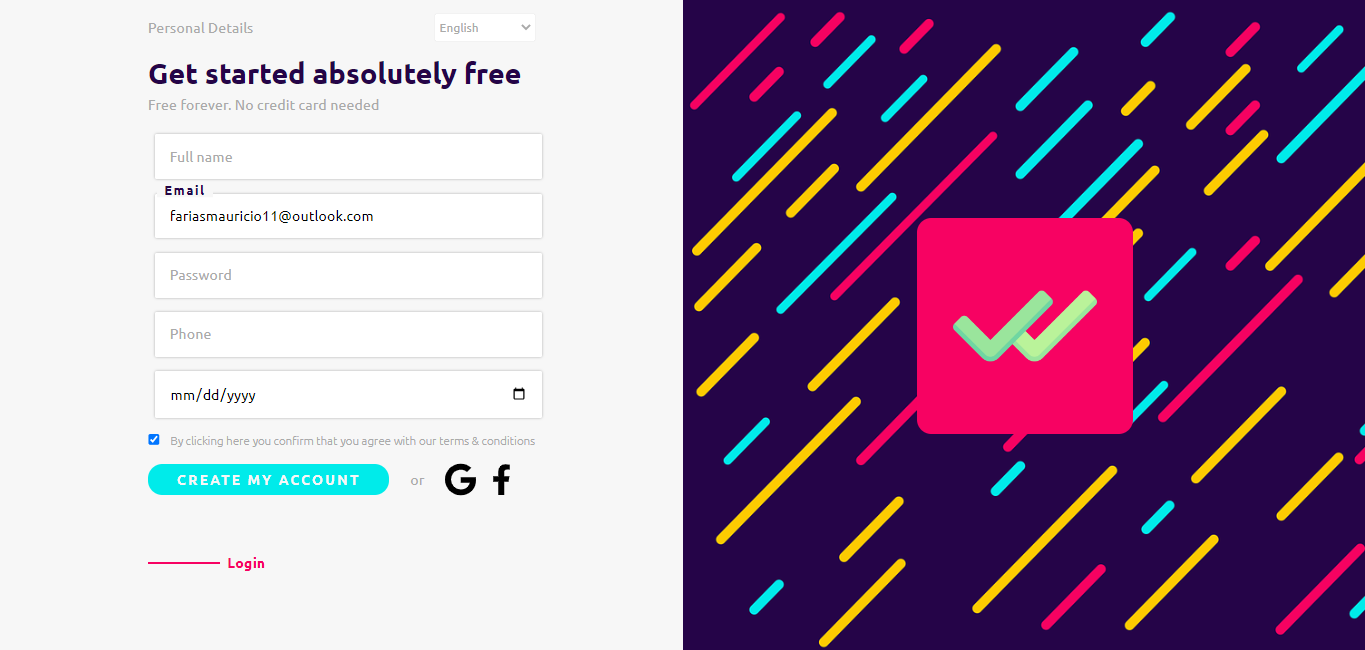 Personal Details
English
Get started absolutely free
Free forever. No credit card needed
Full name
Email
fariasmauricio11@outlook.com
Password
Phone
mm/dd/yyyy
By clicking here you confirm that you agree with our terms & conditions
CREATE MY ACCOUNT or
Login